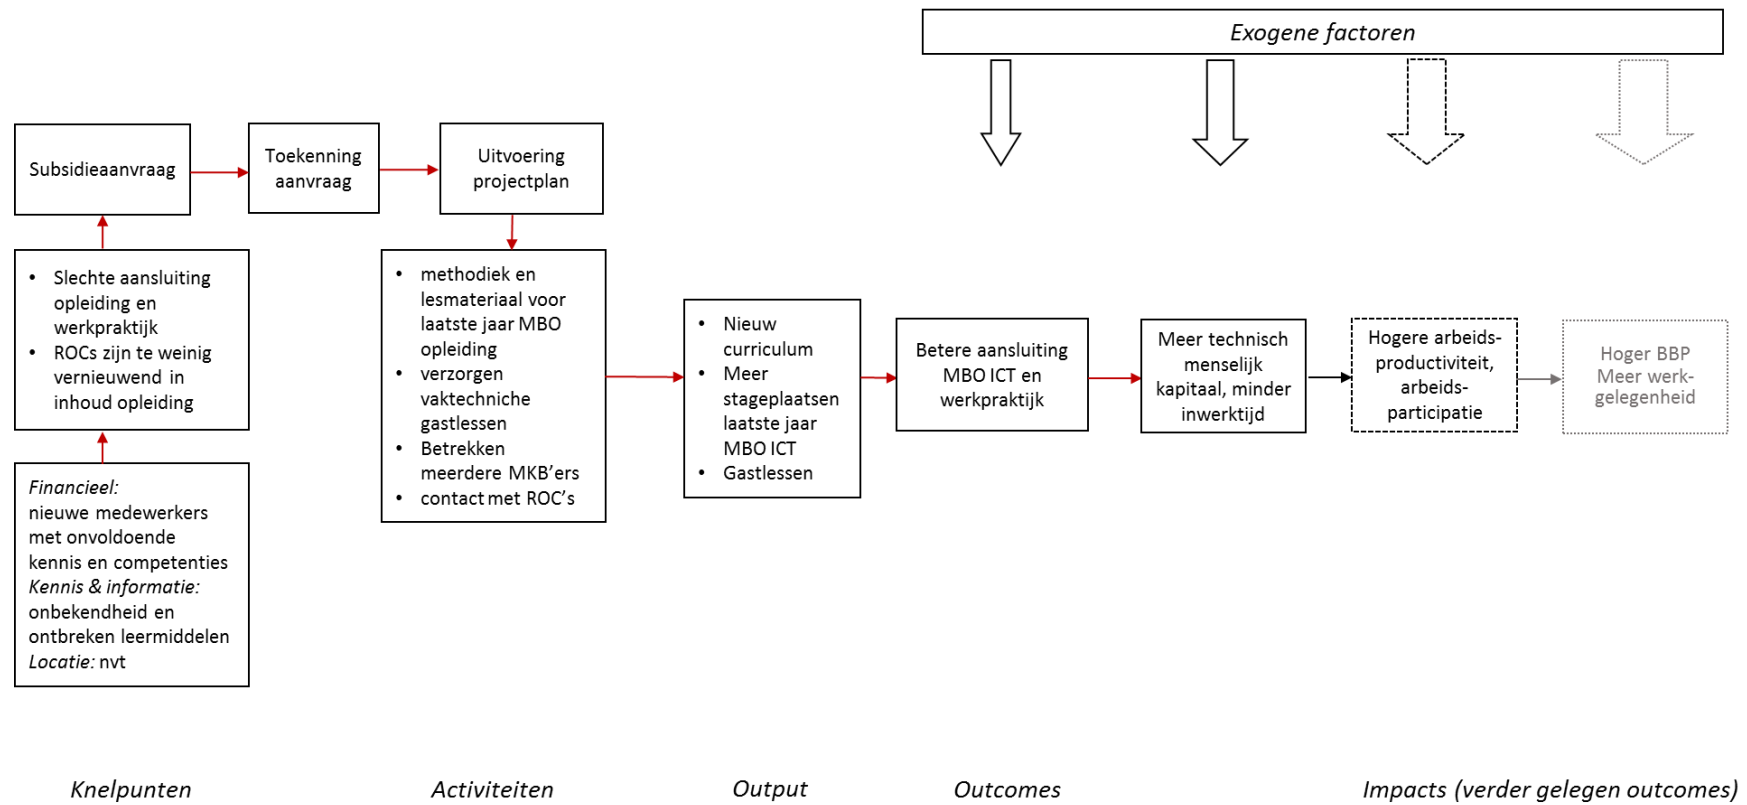 Exogene factoren
Subsidieaanvraag
Toekenning
aanvraag
Uitvoering
projectplan
• Slechte aansluiting
opleiding en
werkpraktijk
• ROCs zijn te weinig
vernieuwend in
inhoud opleiding
Financieel:
nieuwe medewerkers
met onvoldoende
kennis en competenties
Kennis & informatie:
onbekendheid en
ontbreken leermiddelen
Locatie: nvt
• methodiek en
lesmateriaal voor
laatste jaar MBO
opleiding
• verzorgen
vaktechniche
gastlessen
• Betrekken
meerdere MKB’ers
• contact met ROC’s
• Nieuw
curriculum
• Meer
stageplaatsen
laatste jaar
MBO ICT
• Gastlessen
Betere aansluiting
MBO ICT en
werkpraktijk
Meer technisch
menselijk
kapitaal, minder
inwerktijd
Hogere arbeids-
productiviteit,
arbeids-
participatie
Hoger BBP
Meer werk-
gelegenheid
Knelpunten
Activiteiten
Output
Outcomes
Impacts (verder gelegen outcomes)